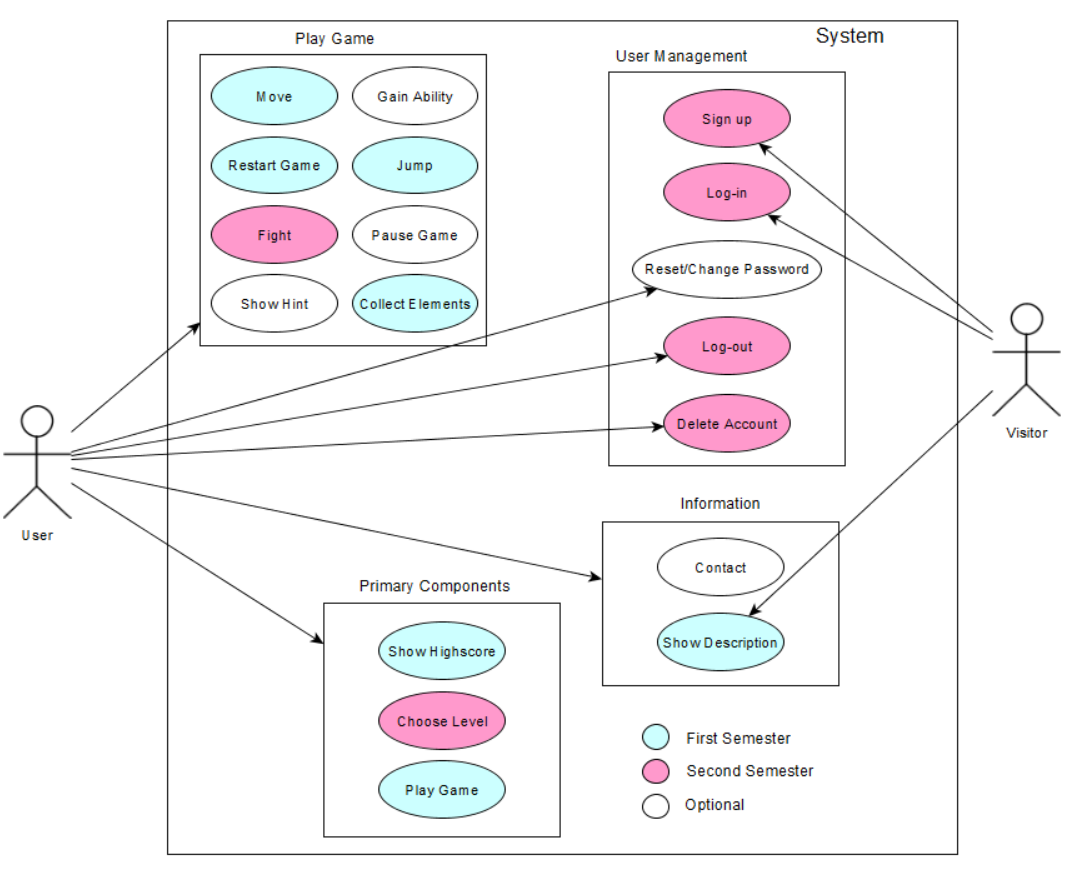 System
Play Game
Move
Gain Ability
Restart Game
Jump
Fight
Pause Game
Show Hint
Collect Elements
User Management
Sign up
Log-in
Reset/Change Password
Log-out
Delete Account
Visitor
User
Information
Contact
Show Description
Primary Components
Show Highscore
Choose Level
Play Game
First Semester
Second Semester
Optional